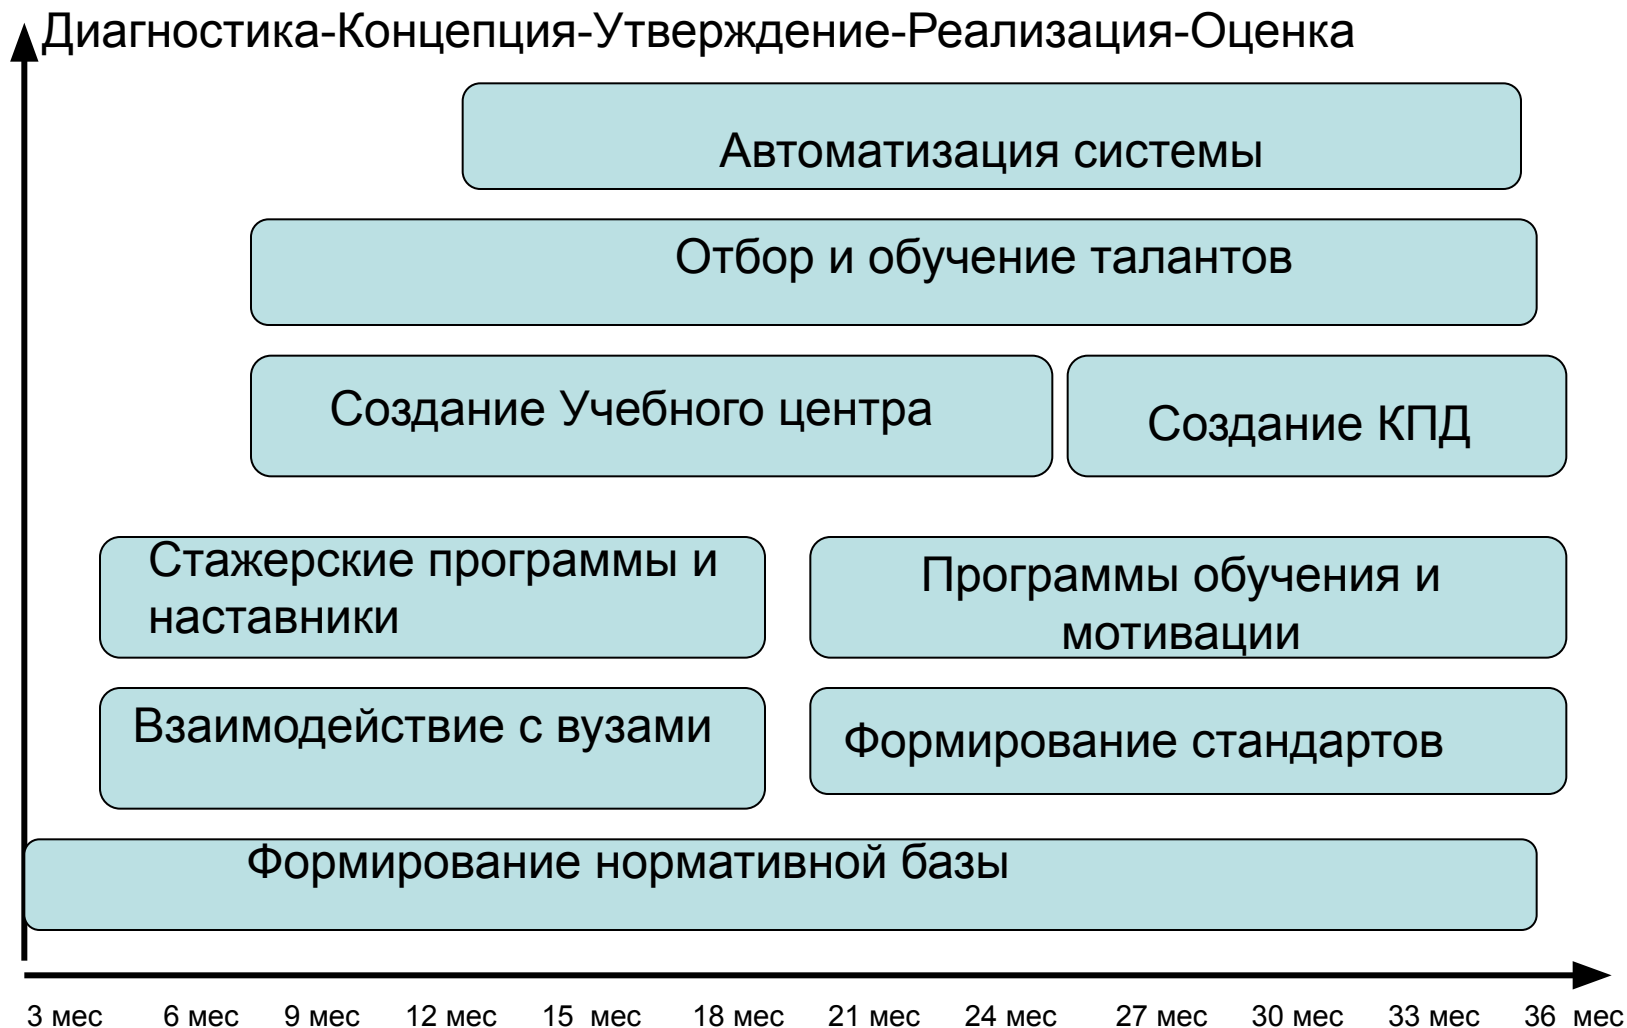 Диагностика-Концепция-Утверждение-Реализация-Оценка
Автоматизация системы
Отбор и обучение талантов
Создание Учебного центра
Создание КПД
Стажерские программы и
наставники
Программы обучения и
мотивации
Взаимодействие с вузами
Формирование стандартов
Формирование нормативной базы
3 мес 6 мес 9 мес 12 мес 15 мес 18 мес 21 мес 24 мес 27 мес 30 мес 33 мес 36 мес